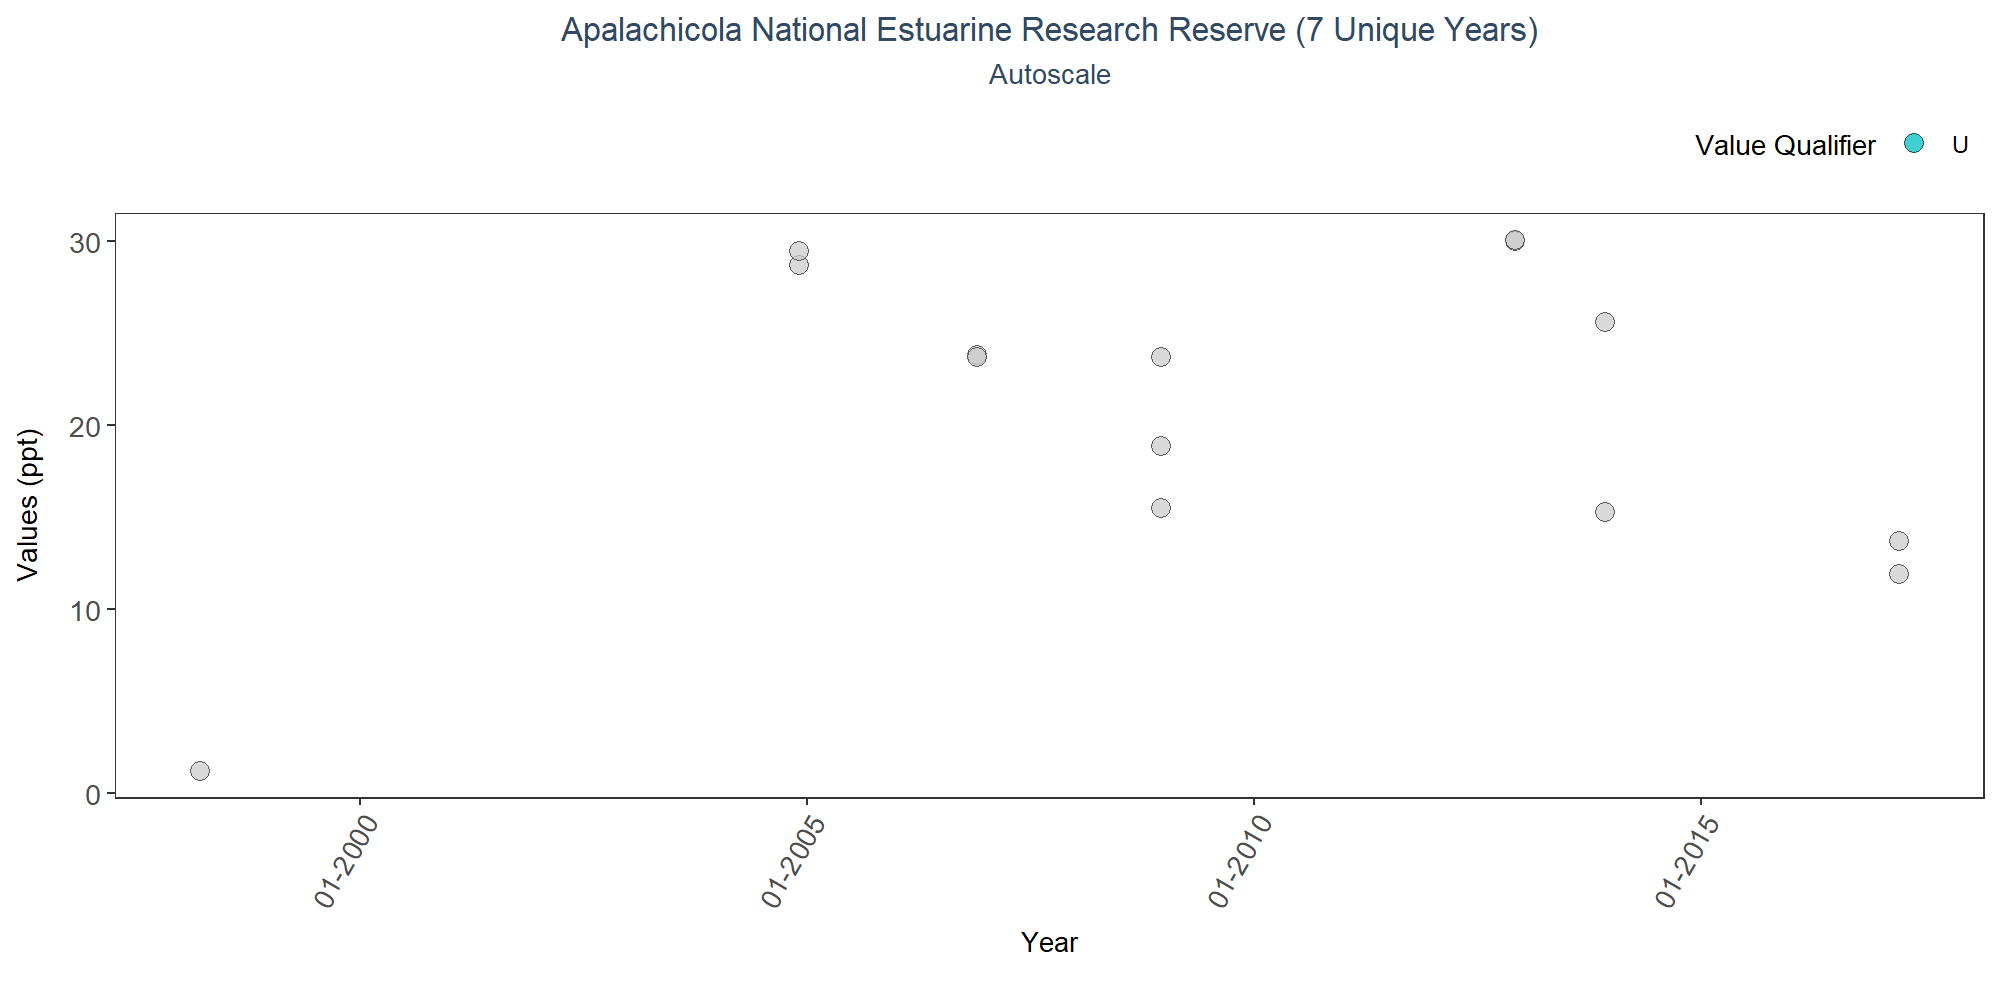 Apalachicola National Estuarine Research Reserve (7 Unique Years)
Autoscale
Value Qualifier U
Values (ppt)
30
20
10
0
01-2000 01-2005 01-2010 01-2015
Year